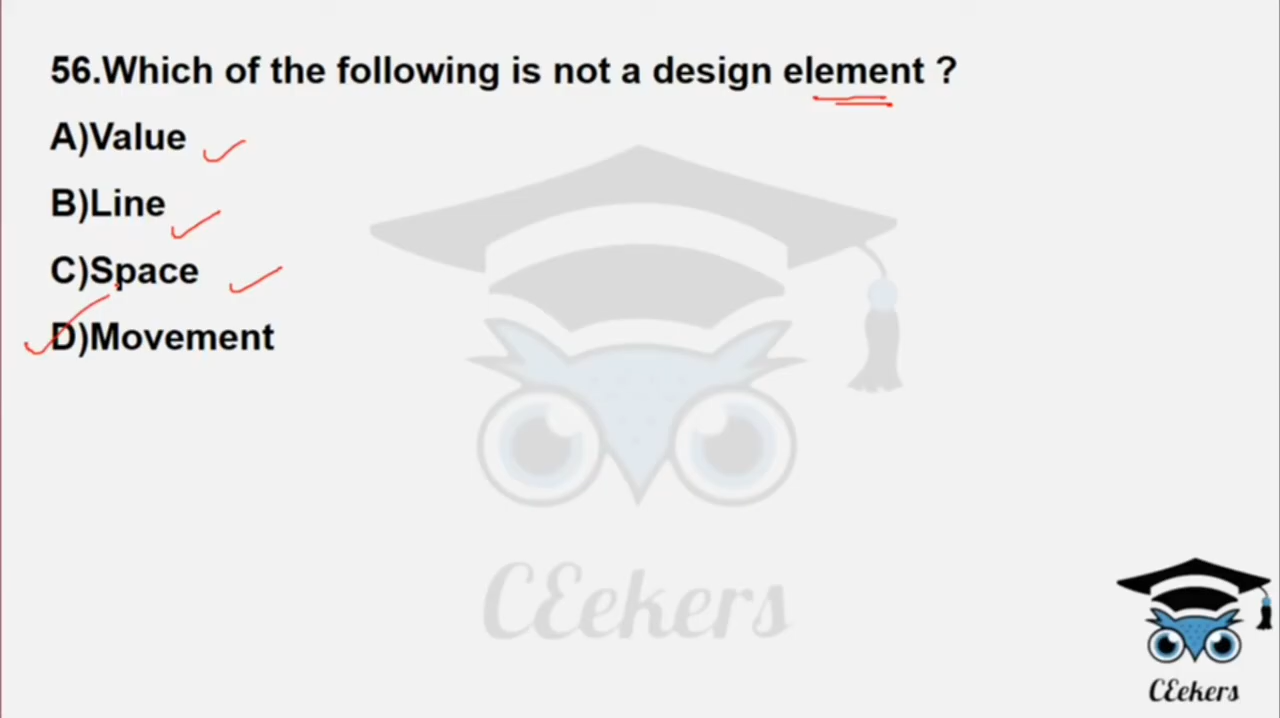 56.Which of the following is not a design element ?
A)Value
B)Line
C)Space
D)Movement
CEekers
CEekers